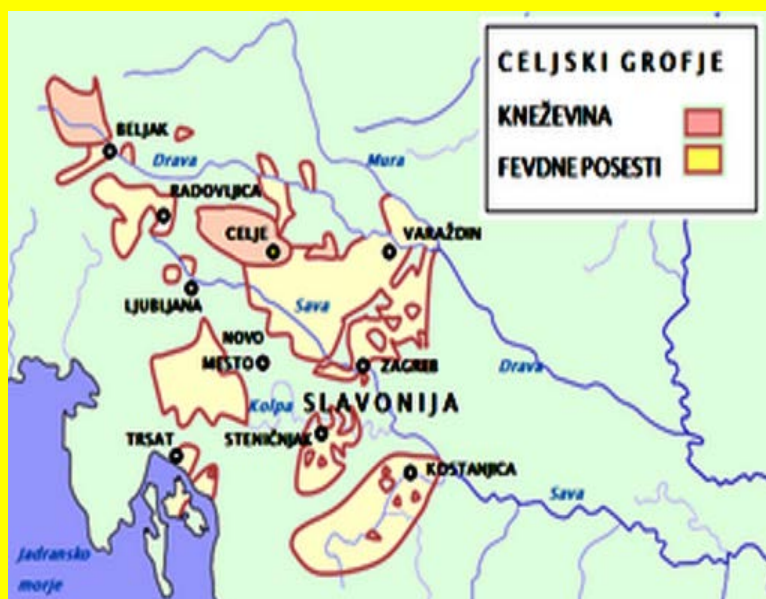 CELJSKI GROFJE
KNEŽEVINA
FEVDNE POSESTI
BELJAK
Drava
Mura
RADOVLJICA
CELJE
VARAŽDIN
LJUBLJANA
Sava
NOVO
MESTO
ZAGREB
Drava
Kolpa
SLAVONIJA
TRSAT
STENIČNJAK
KOSTANJICA
Sava
Jadransko
morje